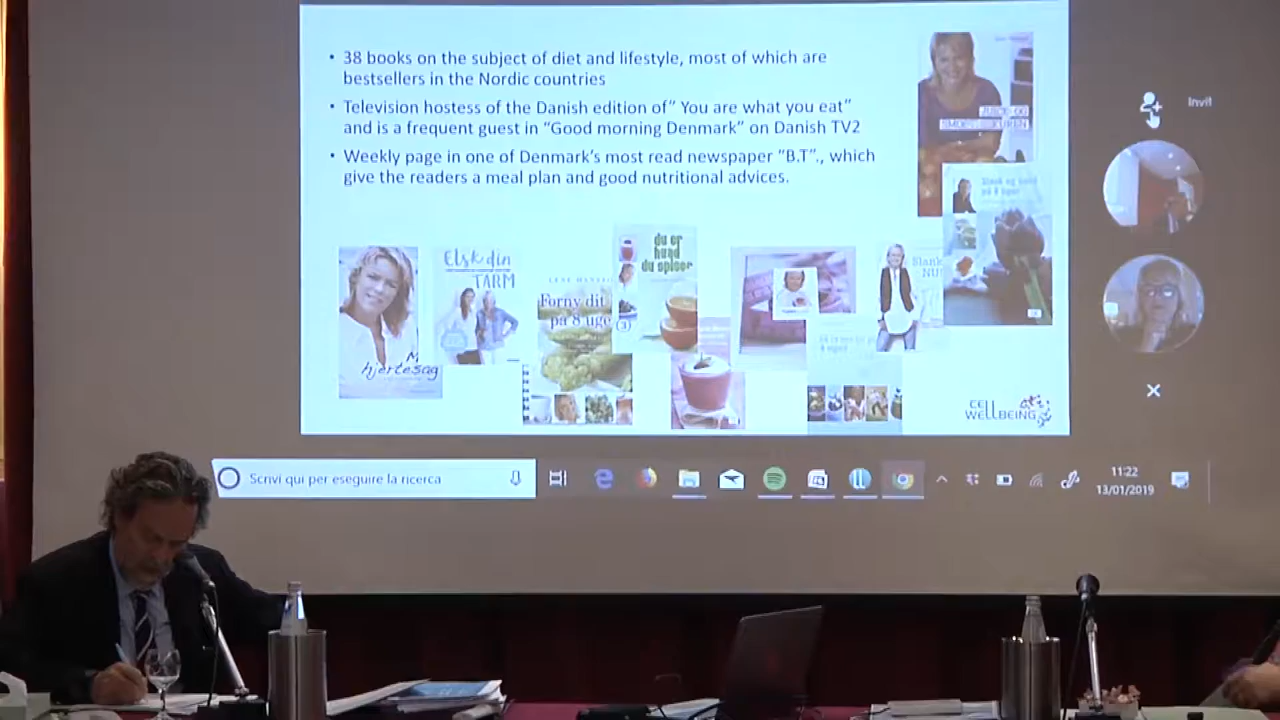 • 38 books on the subject of diet and lifestyle, most of which are
bestsellers in the Nordic countries
• Television hostess of the Danish edition of" You are what you eat"
and is a frequent guest in "Good morning Denmark" on Danish TV2
• Weekly page in one of Denmark's most read newspaper "B.T"., which
give the readers a meal plan and good nutritional advices.
Invit
Elsk din
TARM
du er
hvad
du spiser
Forny dit
på 8 uge
3
Slank
NU
hjertesag
CELLWELLBEING
Scrivi qui per eseguire la ricerca
11:22
13/01/2019